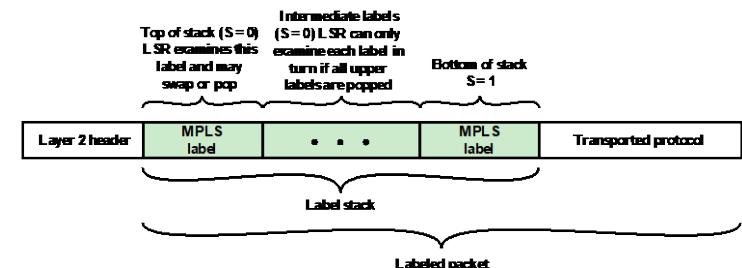 Top of stack (S = 0)
LSR examines this
label and may
swap or pop
Intermediate labels
(S = 0) LSR can only
examine each label in
turn if all upper
labels are popped
Bottom of stack
S = 1
Layer 2 header
MPLS
label
• • •
MPLS
label
Transported protocol
Label stack
Labeled packet